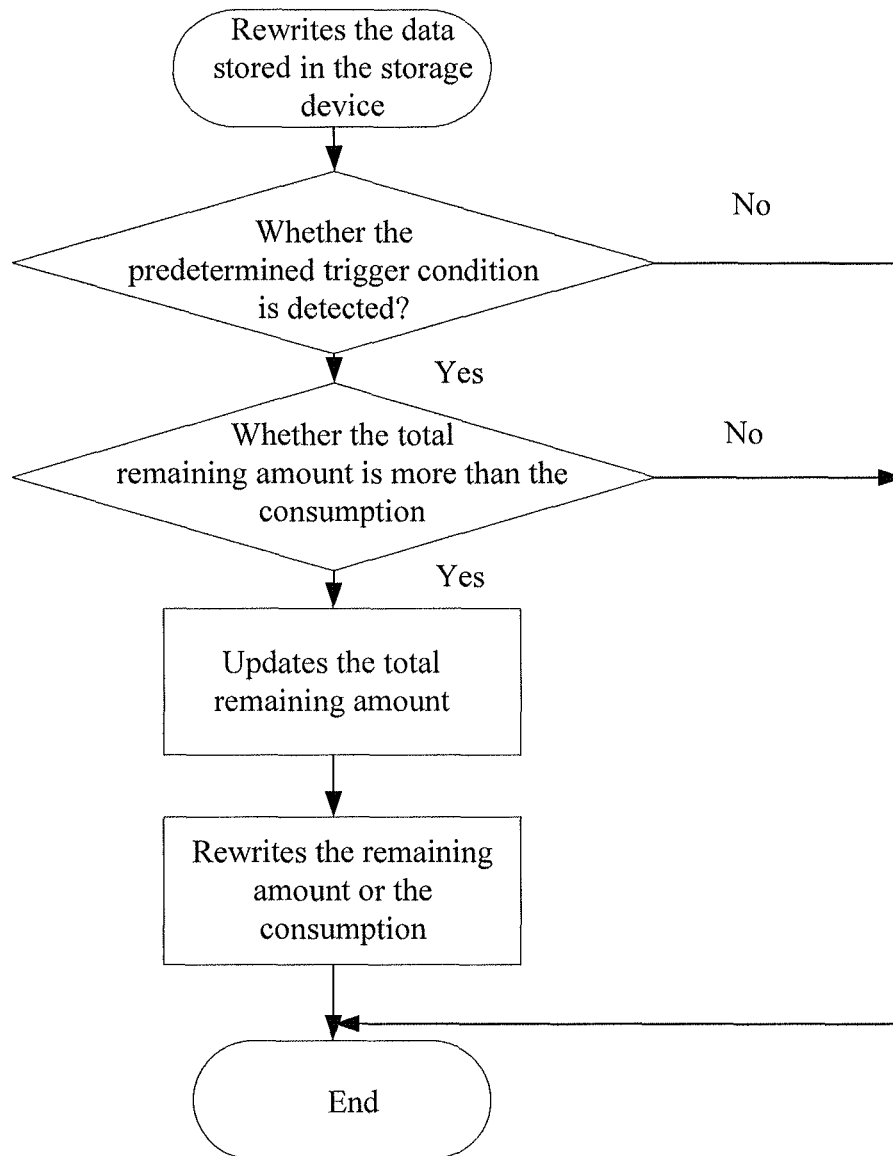 Rewrites the data
stored in the storage
device
No
Whether the
predetermined trigger condition
is detected?
Yes
Whether the total
remaining amount is more than the
consumption
No
Yes
Updates the total
remaining amount
Rewrites the remaining
amount or the
consumption
End